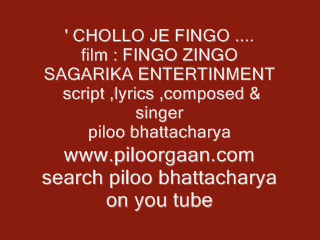 ' CHOLLO JE FINGO ....
film : FINGO ZINGO
SAGARIKA ENTERTINMENT
script ,lyrics ,composed &
singer
piloo bhattacharya
www.piloorgaan.com
search piloo bhattacharya
on you tube